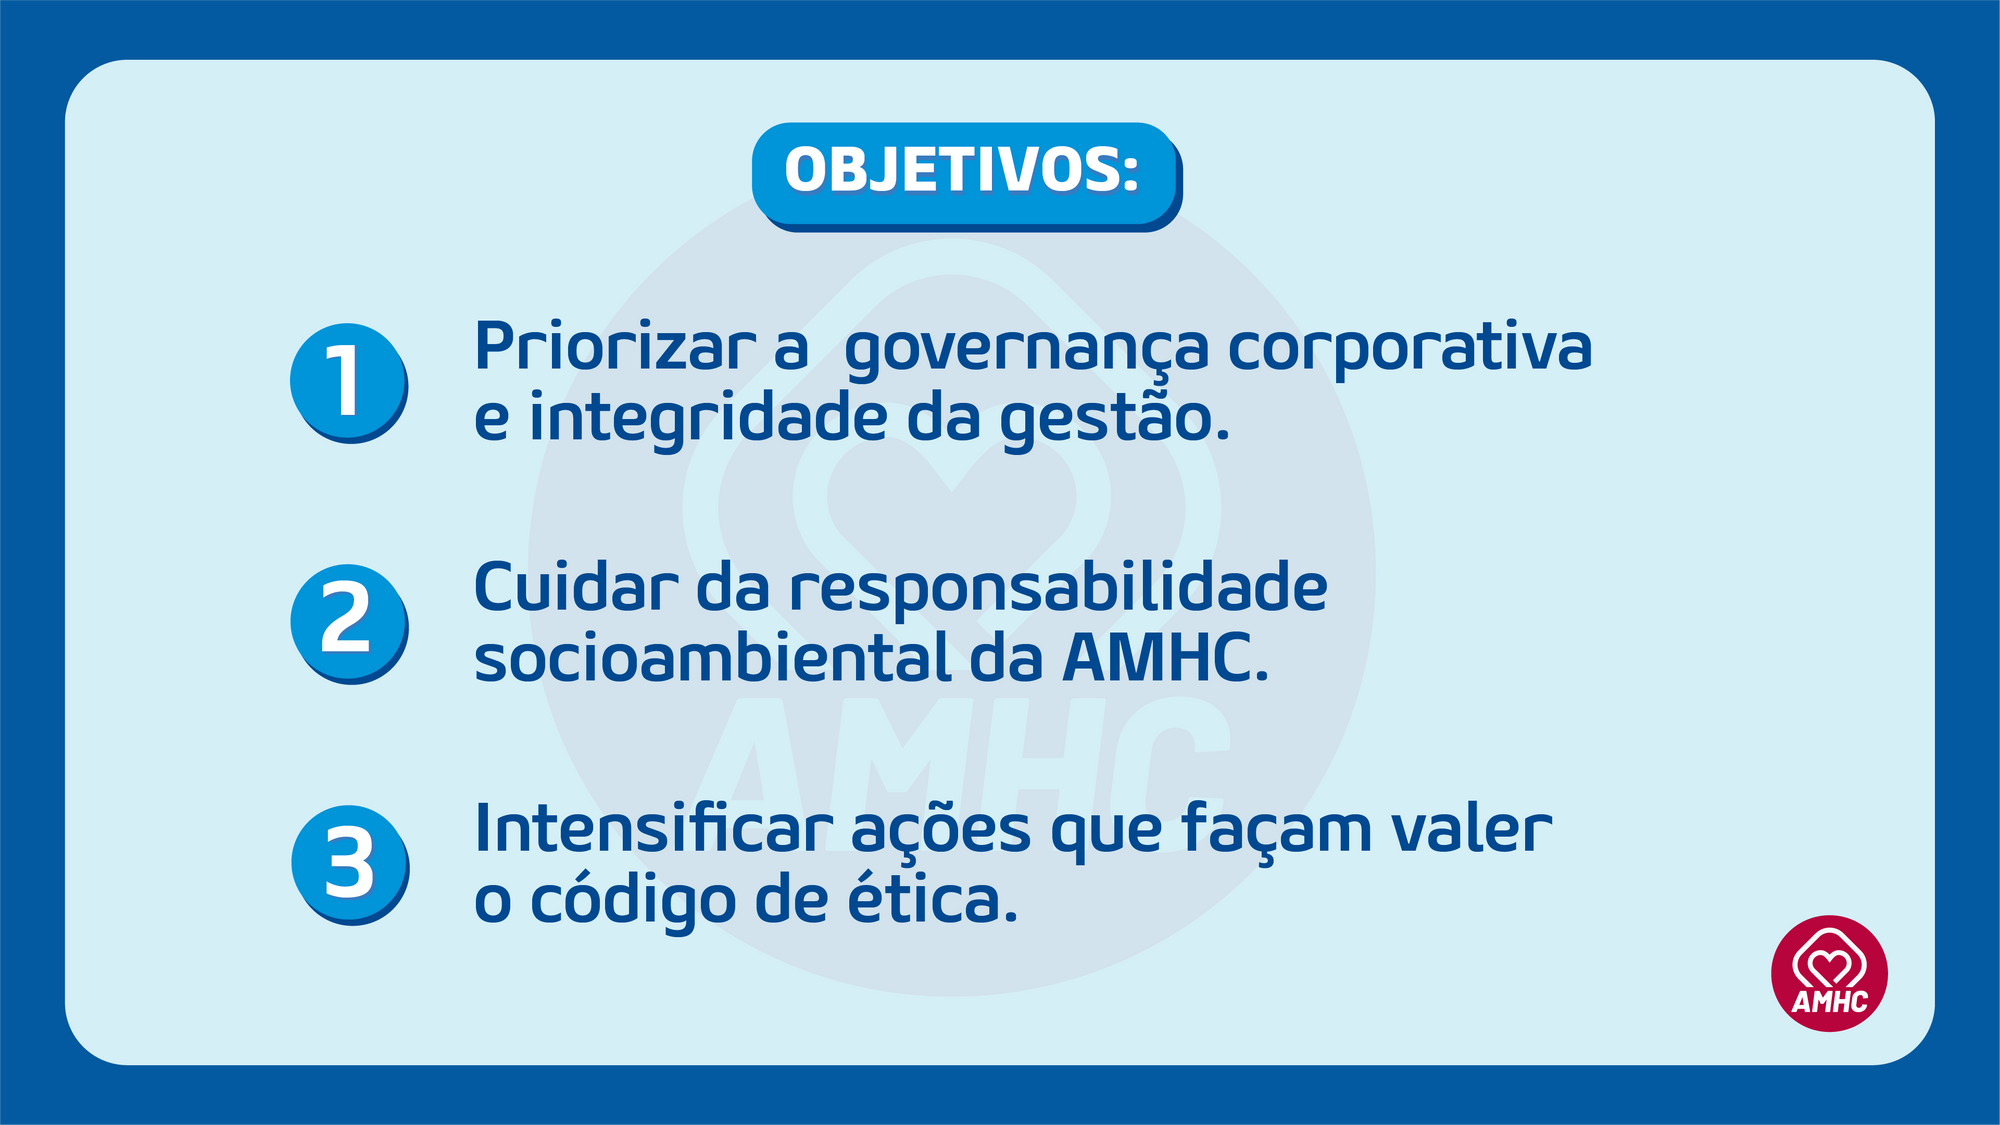 OBJETIVOS:
1
Priorizar a  governança corporativa
e integridade da gestão.
2
Cuidar da responsabilidade
socioambiental da AMHC.
AMHC
3
Intensificar ações que façam valer
o código de ética.
AMHC